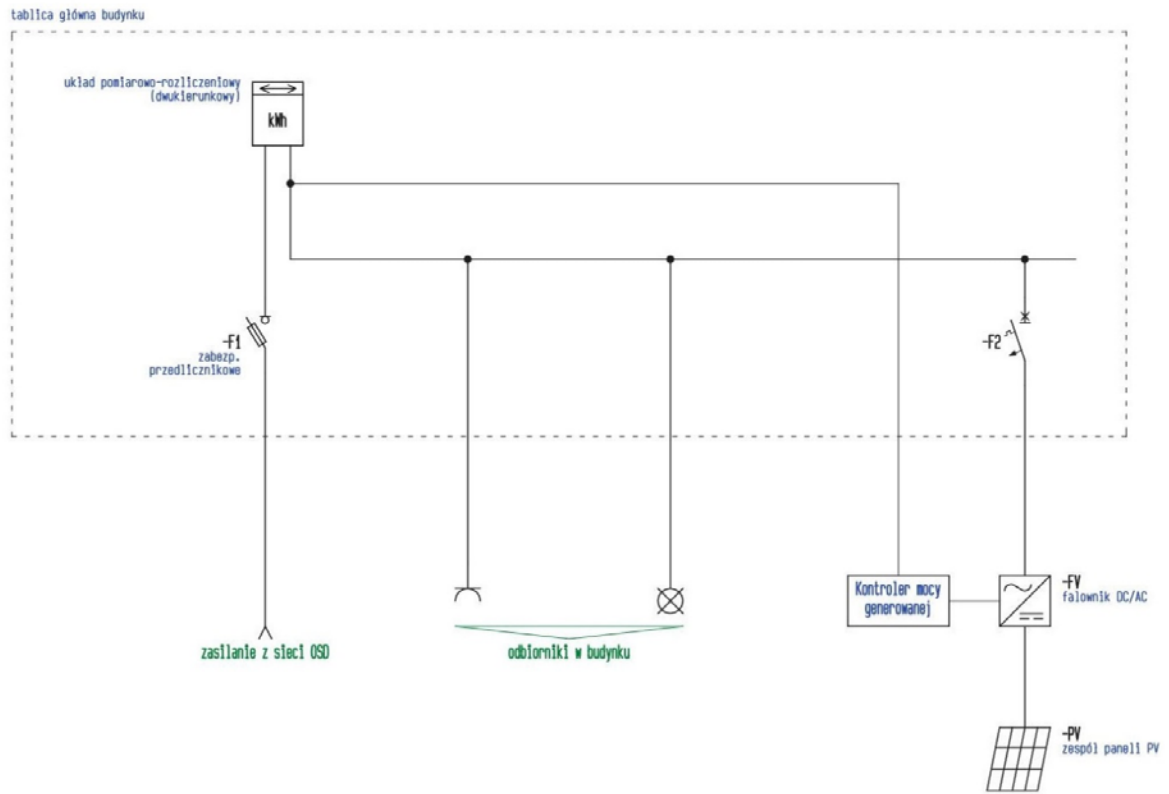 tablica główna budynku
układ pomiarowo-rozliczeniowy
(dwukierunkowy)
kWh
-F1
zabezp.
przedlicznikowe
-F2
Kontroler mocy
generowanej
-FV
falownik DC/AC
zasilanie z sieci OSD
odbiorniki w budynku
-PV
zespół paneli PV